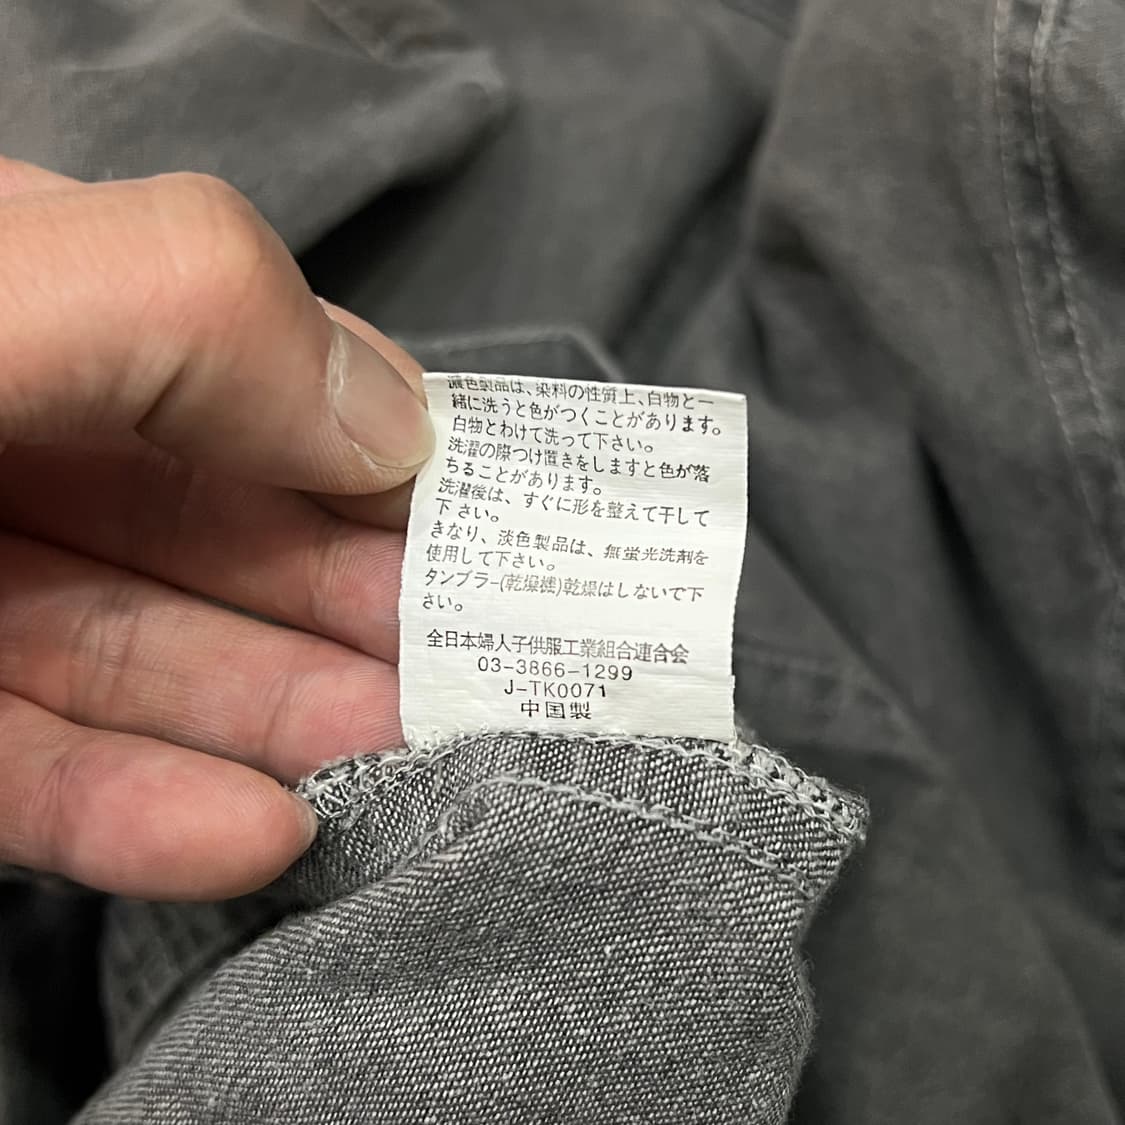 濃色製品は、染料の性質上、白物と一
緒に洗うと色がつくことがあります。
白物とわけて洗って下さい。
洗濯の際つけ置きをしますと色が落
ちることがあります。
洗濯後は、すぐに形を整えて干して
下さい。
きなり、淡色製品は、無蛍光洗剤を
使用して下さい。
タンブラ-(乾燥機)乾燥はしないで下
さい。
全日本婦人子供服工業組合連合会
03-3866-1299
J-TK0071
中国製